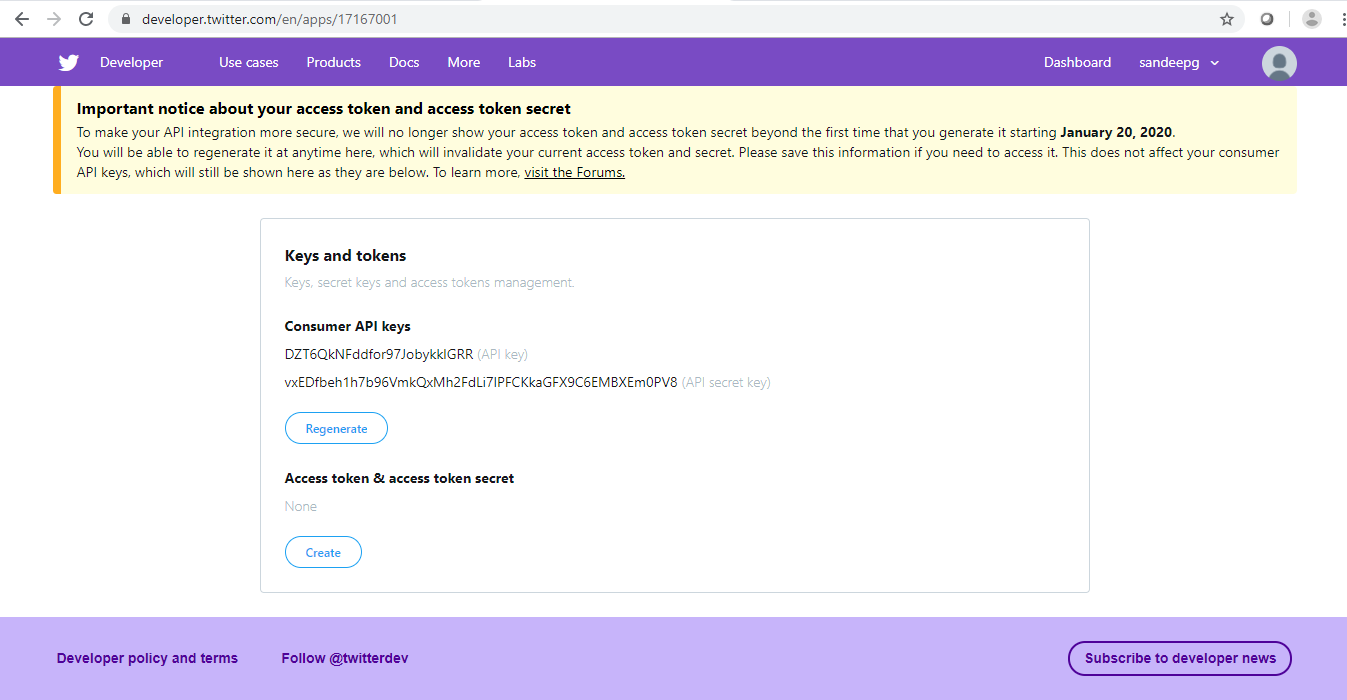 developer.twitter.com/en/apps/17167001
Developer Use cases Products Docs More Labs Dashboard sandeepg
Important notice about your access token and access token secret
To make your API integration more secure, we will no longer show your access token and access token secret beyond the first time that you generate it starting January 20, 2020.
You will be able to regenerate it at anytime here, which will invalidate your current access token and secret. Please save this information if you need to access it. This does not affect your consumer
API keys, which will still be shown here as they are below. To learn more, visit the Forums.
Keys and tokens
Keys, secret keys and access tokens management.
Consumer API keys
(API key)
(API secret key)
Regenerate
Access token & access token secret
None
Create
Developer policy and terms Follow @twitterdev Subscribe to developer news